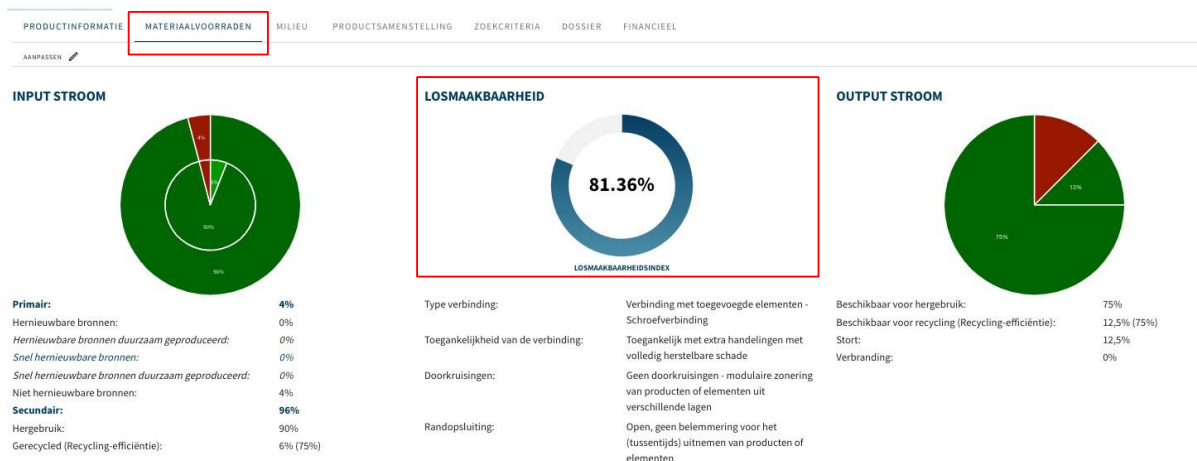 PRODUCTINFORMATIE MATERIAALVOORRADEN MILIEU PRODUCTSAMENSTELLING ZOEKCRITERIA DOSSIER FINANCIEEL
AANPASSEN
INPUT STROOM
4%
6%
90%
96%
Primair: 4%
Hernieuwbare bronnen: 0%
Hernieuwbare bronnen duurzaam geproduceerd: 0%
Snel hernieuwbare bronnen: 0%
Snel hernieuwbare bronnen duurzaam geproduceerd: 0%
Niet hernieuwbare bronnen: 4%
Secundair: 96%
Hergebruik: 90%
Gerecycled (Recycling-efficiëntie): 6% (75%)
LOSMAAKBAARHEID
81.36%
LOSMAAKBAARHEIDSINDEX
Type verbinding: Verbinding met toegevoegde elementen -
Schroefverbinding
Toegankelijkheid van de verbinding: Toegankelijk met extra handelingen met
volledig herstelbare schade
Doorkruisingen: Geen doorkruisingen - modulaire zonering
van producten of elementen uit
verschillende lagen
Randopsluiting: Open, geen belemmering voor het
(tussentijds) uitnemen van producten of
elementen
OUTPUT STROOM
13%
75%
Beschikbaar voor hergebruik: 75%
Beschikbaar voor recycling (Recycling-efficiëntie): 12,5% (75%)
Stort: 12,5%
Verbranding: 0%